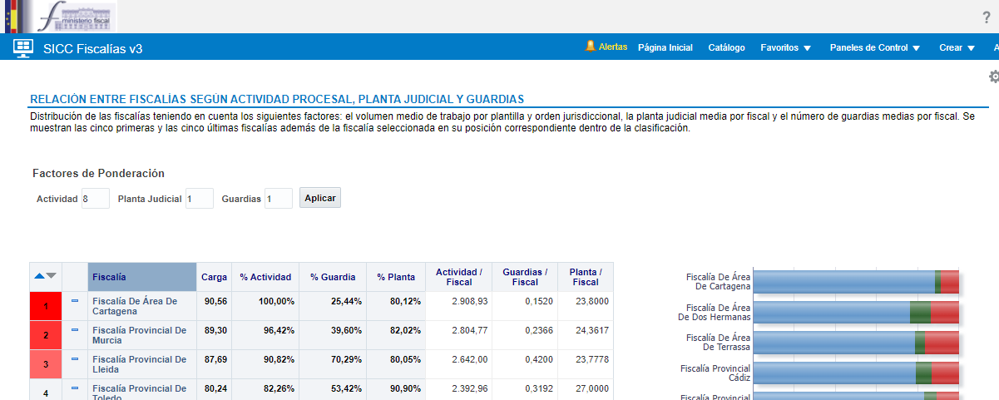 ministerio fiscal
?
SICC Fiscalías v3
Alertas Página Inicial Catálogo Favoritos Paneles de Control Crear A
RELACIÓN ENTRE FISCALÍAS SEGÚN ACTIVIDAD PROCESAL, PLANTA JUDICIAL Y GUARDIAS
Distribución de las fiscalías teniendo en cuenta los siguientes factores: el volumen medio de trabajo por plantilla y orden jurisdiccional, la planta judicial media por fiscal y el número de guardias medias por fiscal. Se
muestran las cinco primeras y las cinco últimas fiscalías además de la fiscalía seleccionada en su posición correspondiente dentro de la clasificación.
Factores de Ponderación
Actividad 8 Planta Judicial 1 Guardias 1 Aplicar
Fiscalía Carga % Actividad % Guardia % Planta Actividad / Guardias / Planta /
Fiscal Fiscal Fiscal
1 Fiscalía De Área De 90,56 100,00% 25,44% 80,12% 2.908,93 0,1520 23,8000
Cartagena
2 Fiscalía Provincial De 89,30 96,42% 39,60% 82,02% 2.804,77 0,2366 24,3617
Murcia
3 Fiscalía Provincial De 87,69 90,82% 70,29% 80,05% 2.642,00 0,4200 23,7778
Lleida
4 Fiscalía Provincial De 80,24 82,26% 53,42% 90,90% 2.392,96 0,3192 27,0000
Toledo
Fiscalía De Área
De Cartagena
Fiscalía De Área
De Dos Hermanas
Fiscalía De Área
De Terrassa
Fiscalía Provincial
Cádiz
Fiscalía Provincial